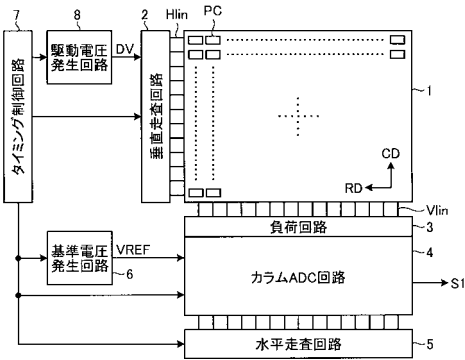 7
8
2
Hlin
PC
タイミング制御回路
駆動電圧
発生回路
DV
垂直走査回路
1
CD
RD
Vlin
負荷回路
3
基準電圧
発生回路
VREF
6
カラムADC回路
4
S1
水平走査回路
5